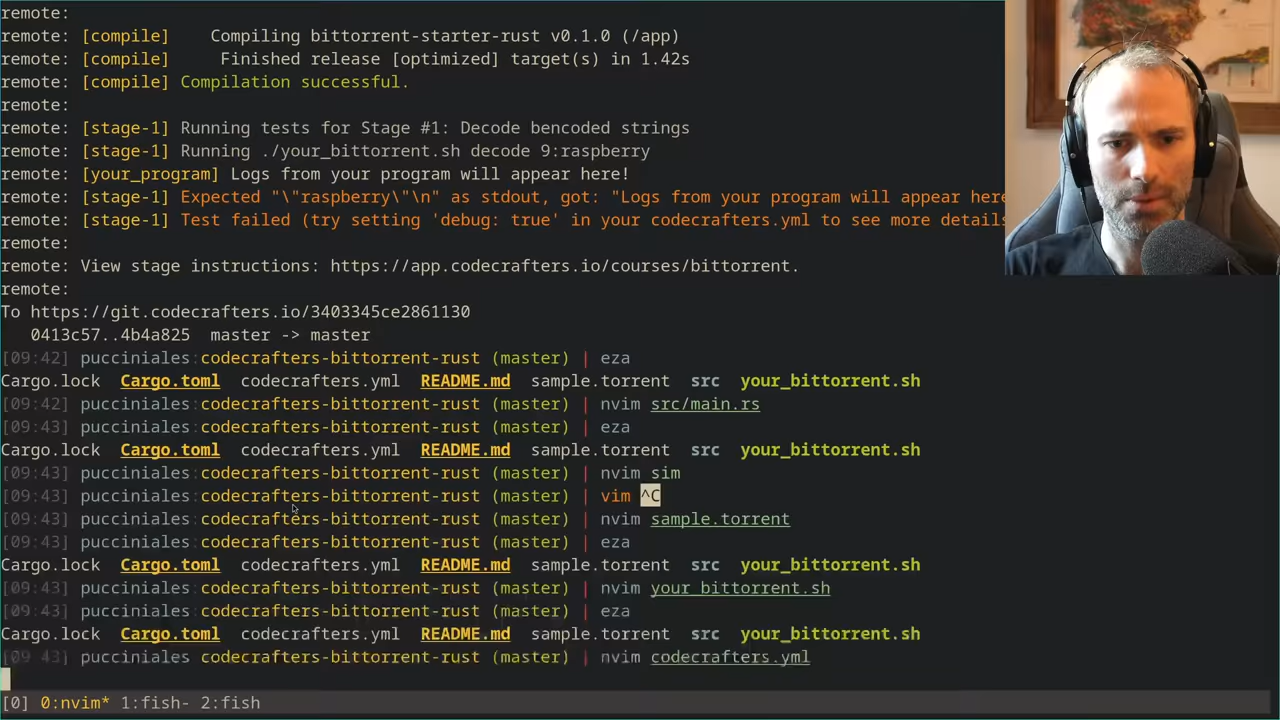 remote:
remote: [compile]    Compiling bittorrent-starter-rust v0.1.0 (/app)
remote: [compile]     Finished release [optimized] target(s) in 1.42s
remote: [compile] Compilation successful.
remote:
remote: [stage-1] Running tests for Stage #1: Decode bencoded strings
remote: [stage-1] Running ./your_bittorrent.sh decode 9:raspberry
remote: [your_program] Logs from your program will appear here!
remote: [stage-1] Expected "\"raspberry\"\n" as stdout, got: "Logs from your program will appear here
remote: [stage-1] Test failed (try setting 'debug: true' in your codecrafters.yml to see more details
remote:
remote: View stage instructions: https://app.codecrafters.io/courses/bittorrent.
remote:
To https://git.codecrafters.io/3403345ce2861130
   0413c57..4b4a825  master -> master
[09:42] pucciniales:codecrafters-bittorrent-rust (master) | eza
Cargo.lock  Cargo.toml  codecrafters.yml  README.md  sample.torrent  src  your_bittorrent.sh
[09:42] pucciniales:codecrafters-bittorrent-rust (master) | nvim src/main.rs
[09:43] pucciniales:codecrafters-bittorrent-rust (master) | eza
Cargo.lock  Cargo.toml  codecrafters.yml  README.md  sample.torrent  src  your_bittorrent.sh
[09:43] pucciniales:codecrafters-bittorrent-rust (master) | nvim sim
[09:43] pucciniales:codecrafters-bittorrent-rust (master) | vim ^C
[09:43] pucciniales:codecrafters-bittorrent-rust (master) | nvim sample.torrent
[09:43] pucciniales:codecrafters-bittorrent-rust (master) | eza
Cargo.lock  Cargo.toml  codecrafters.yml  README.md  sample.torrent  src  your_bittorrent.sh
[09:43] pucciniales:codecrafters-bittorrent-rust (master) | nvim your_bittorrent.sh
[09:43] pucciniales:codecrafters-bittorrent-rust (master) | eza
Cargo.lock  Cargo.toml  codecrafters.yml  README.md  sample.torrent  src  your_bittorrent.sh
[09:43] pucciniales codecrafters-bittorrent-rust (master) | nvim codecrafters.yml
[0] 0:nvim* 1:fish- 2:fish